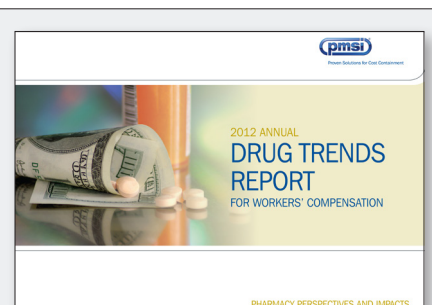 pmsi
Proven Solutions for Cost Containment
2012 ANNUAL
DRUG TRENDS
REPORT
FOR WORKERS' COMPENSATION
PHARMACY PERSPECTIVES AND IMPACTS